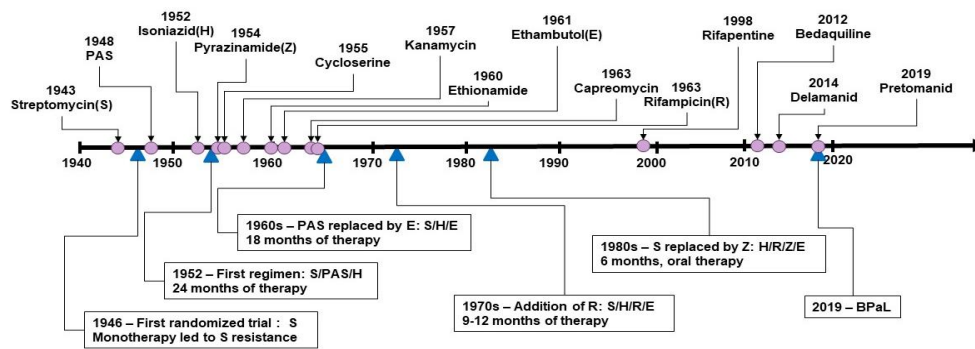 1943
Streptomycin(S)
1948
PAS
1952
Isoniazid(H)
1954
Pyrazinamide(Z)
1955
Cycloserine
1957
Kanamycin
1960
Ethionamide
1961
Ethambutol(E)
1963
Capreomycin
1963
Rifampicin(R)
1998
Rifapentine
2012
Bedaquiline
2014
Delamanid
2019
Pretomanid
1940 1950 1960 1970 1980 1990 2000 2010 2020
1960s – PAS replaced by E: S/H/E
18 months of therapy
1980s – S replaced by Z: H/R/Z/E
6 months, oral therapy
1952 – First regimen: S/PAS/H
24 months of therapy
1970s – Addition of R: S/H/R/E
9-12 months of therapy
2019 – BPaL
1946 – First randomized trial : S
Monotherapy led to S resistance